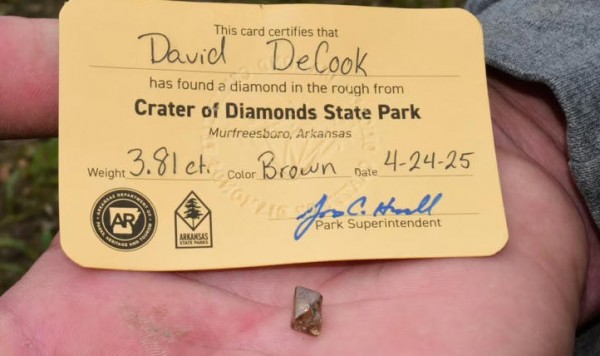 This card certifies that
David DeCook
has found a diamond in the rough from
Crater of Diamonds State Park
Murfreesboro, Arkansas
Weight 3.81 ct. Color Brown Date 4-24-25
AR
ARKANSAS
STATE PARKS
Park Superintendent